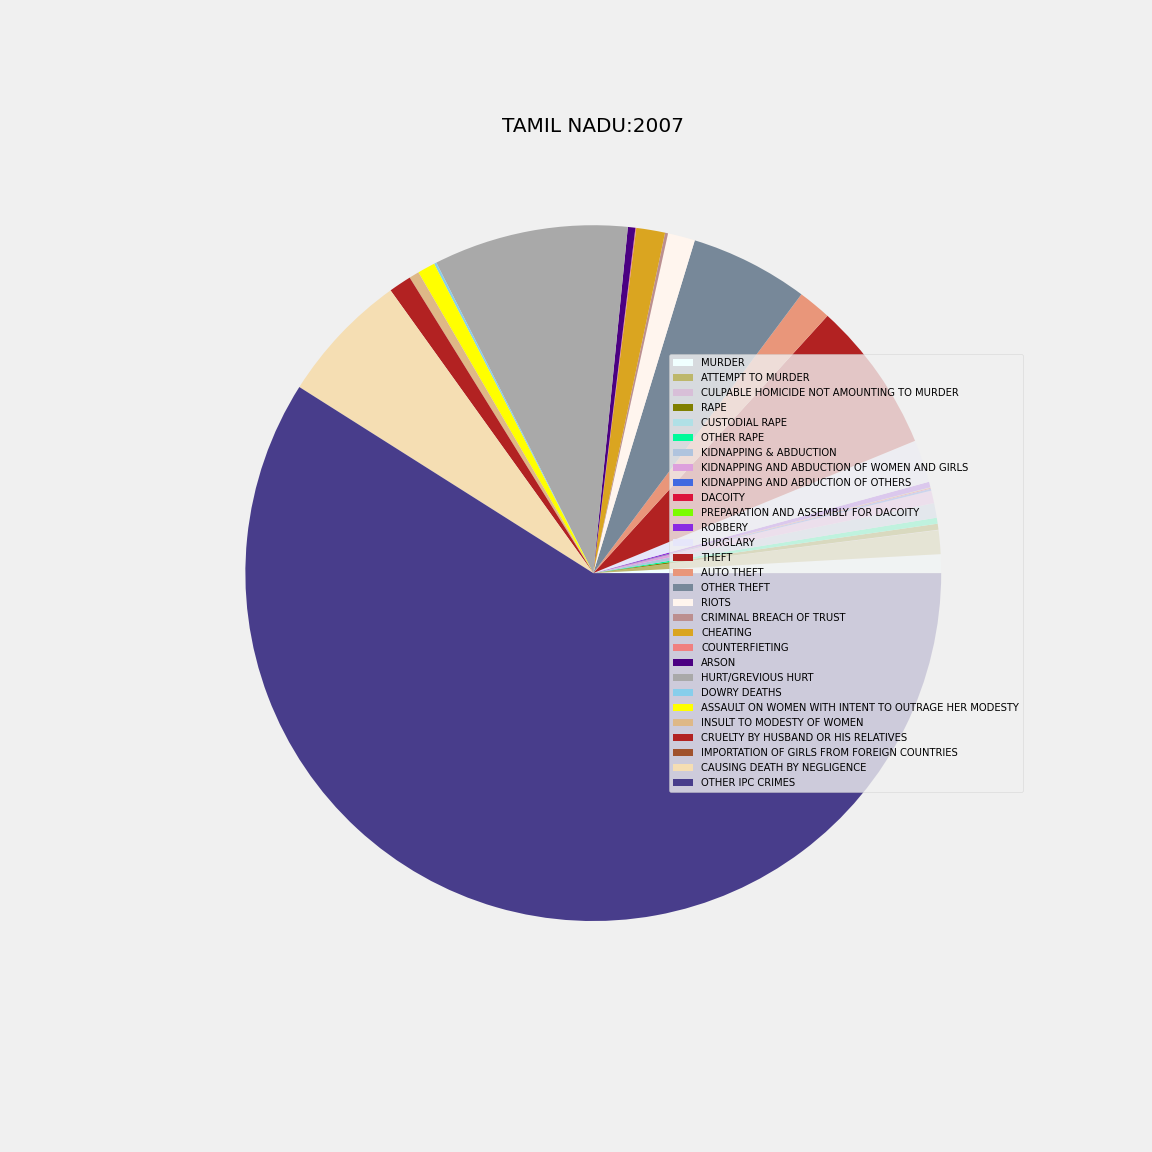 TAMIL NADU:2007
MURDER
ATTEMPT TO MURDER
CULPABLE HOMICIDE NOT AMOUNTING TO MURDER
RAPE
CUSTODIAL RAPE
OTHER RAPE
KIDNAPPING & ABDUCTION
KIDNAPPING AND ABDUCTION OF WOMEN AND GIRLS
KIDNAPPING AND ABDUCTION OF OTHERS
DACOITY
PREPARATION AND ASSEMBLY FOR DACOITY
ROBBERY
BURGLARY
THEFT
AUTO THEFT
OTHER THEFT
RIOTS
CRIMINAL BREACH OF TRUST
CHEATING
COUNTERFIETING
ARSON
HURT/GREVIOUS HURT
DOWRY DEATHS
ASSAULT ON WOMEN WITH INTENT TO OUTRAGE HER MODESTY
INSULT TO MODESTY OF WOMEN
CRUELTY BY HUSBAND OR HIS RELATIVES
IMPORTATION OF GIRLS FROM FOREIGN COUNTRIES
CAUSING DEATH BY NEGLIGENCE
OTHER IPC CRIMES